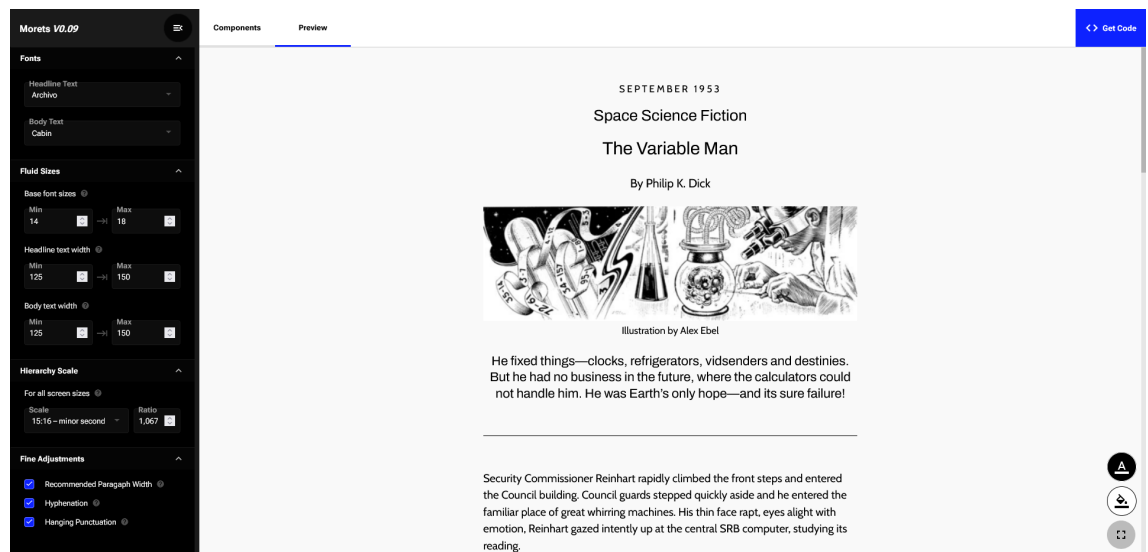 Morets V0.09
Components
Preview
Get Code
Fonts
Headline Text
Archivo
Body Text
Cabin
Fluid Sizes
Base font sizes
Min
14
Max
18
Headline text width
Min
125
Max
150
Body text width
Min
125
Max
150
Hierarchy Scale
For all screen sizes
Scale
15:16 – minor second
Ratio
1,067
Fine Adjustments
Recommended Paragaph Width
Hyphenation
Hanging Punctuation
SEPTEMBER 1953
Space Science Fiction
The Variable Man
By Philip K. Dick
Illustration by Alex Ebel
He fixed things—clocks, refrigerators, vidsenders and destinies.
But he had no business in the future, where the calculators could
not handle him. He was Earth's only hope—and its sure failure!
Security Commissioner Reinhart rapidly climbed the front steps and entered
the Council building. Council guards stepped quickly aside and he entered the
familiar place of great whirring machines. His thin face rapt, eyes alight with
emotion, Reinhart gazed intently up at the central SRB computer, studying its
reading.
A